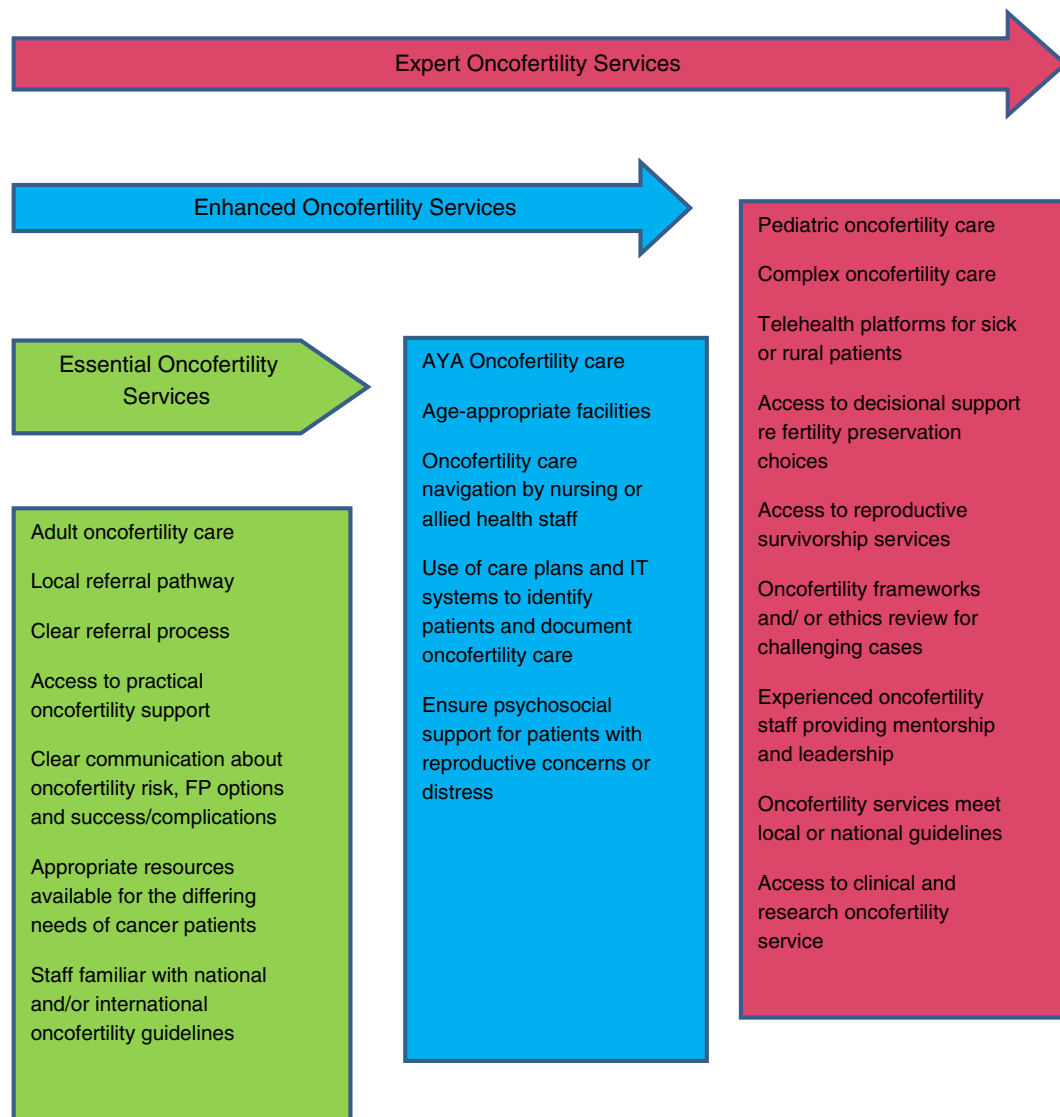 Expert Oncofertility Services
Enhanced Oncofertility Services
Essential Oncofertility
Services
Adult oncofertility care
Local referral pathway
Clear referral process
Access to practical
oncofertility support
Clear communication about
oncofertility risk, FP options
and success/complications
Appropriate resources
available for the differing
needs of cancer patients
Staff familiar with national
and/or international
oncofertility guidelines
AYA Oncofertility care
Age-appropriate facilities
Oncofertility care
navigation by nursing or
allied health staff
Use of care plans and IT
systems to identify
patients and document
oncofertility care
Ensure psychosocial
support for patients with
reproductive concerns or
distress
Pediatric oncofertility care
Complex oncofertility care
Telehealth platforms for sick
or rural patients
Access to decisional support
re fertility preservation
choices
Access to reproductive
survivorship services
Oncofertility frameworks
and/ or ethics review for
challenging cases
Experienced oncofertility
staff providing mentorship
and leadership
Oncofertility services meet
local or national guidelines
Access to clinical and
research oncofertility
service